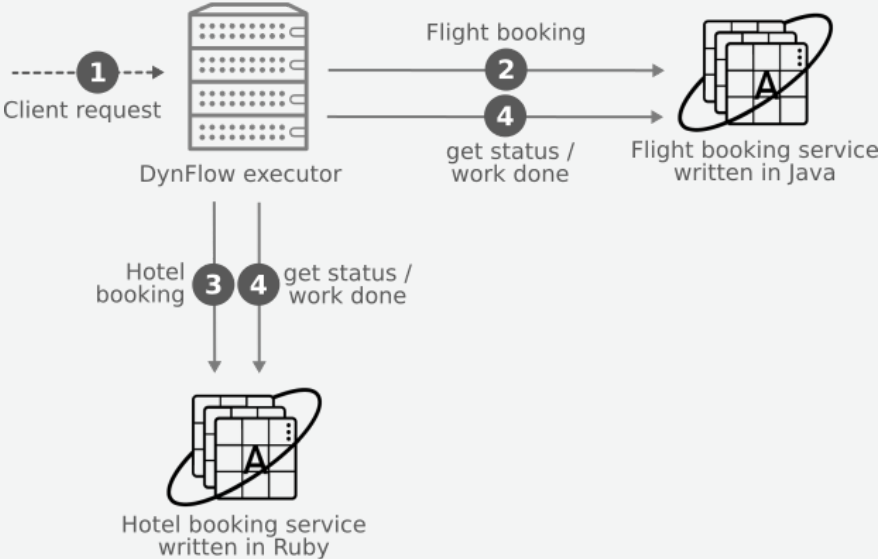 1
Client request
DynFlow executor
Flight booking
2
4
get status /
work done
A
Flight booking service
written in Java
Hotel
booking
3
4
get status /
work done
A
Hotel booking service
written in Ruby